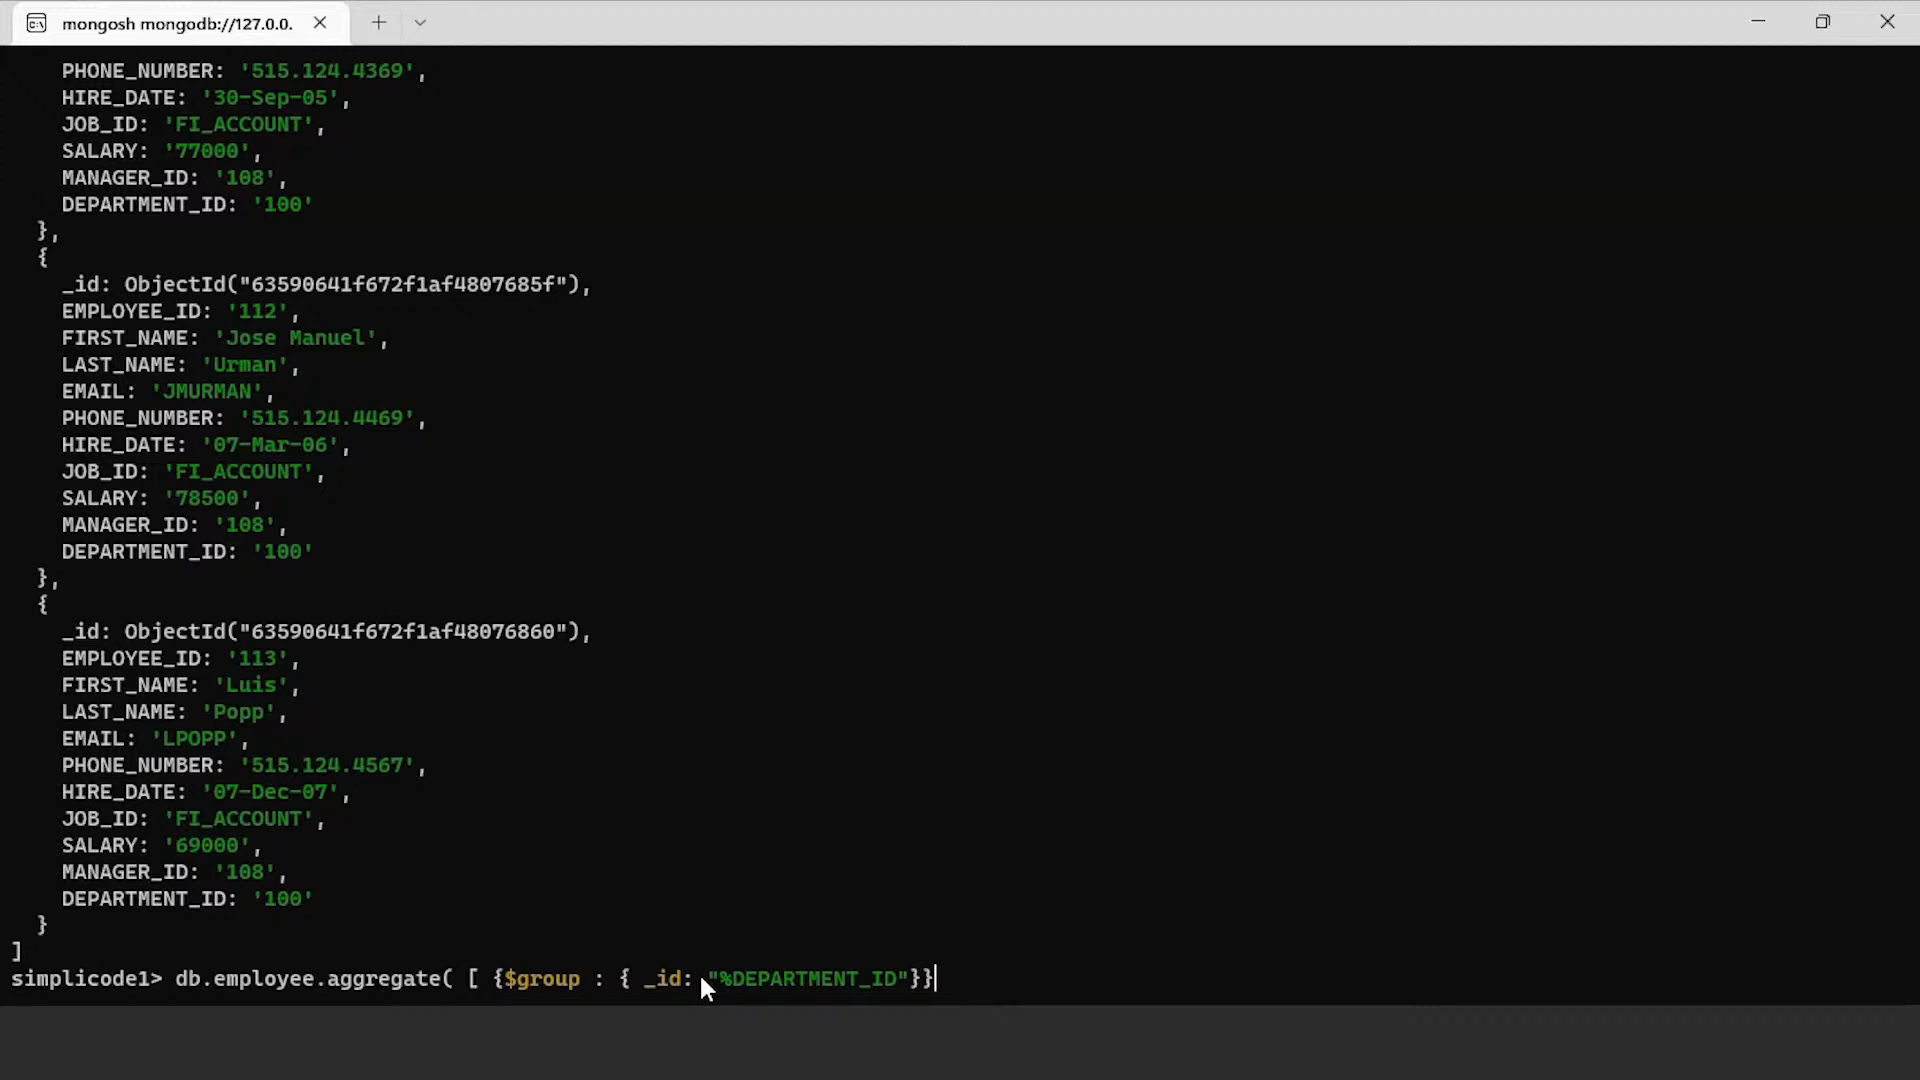 mongosh mongodb://127.0.0.
PHONE_NUMBER: '515.124.4369',
HIRE_DATE: '30-Sep-05',
JOB_ID: 'FI_ACCOUNT',
SALARY: '77000',
MANAGER_ID: '108',
DEPARTMENT_ID: '100'
},
{
_id: ObjectId("63590641f672f1af4807685f"),
EMPLOYEE_ID: '112',
FIRST_NAME: 'Jose Manuel',
LAST_NAME: 'Urman',
EMAIL: 'JMURMAN',
PHONE_NUMBER: '515.124.4469',
HIRE_DATE: '07-Mar-06',
JOB_ID: 'FI_ACCOUNT',
SALARY: '78500',
MANAGER_ID: '108',
DEPARTMENT_ID: '100'
},
{
_id: ObjectId("63590641f672f1af48076860"),
EMPLOYEE_ID: '113',
FIRST_NAME: 'Luis',
LAST_NAME: 'Popp',
EMAIL: 'LPOPP',
PHONE_NUMBER: '515.124.4567',
HIRE_DATE: '07-Dec-07',
JOB_ID: 'FI_ACCOUNT',
SALARY: '69000',
MANAGER_ID: '108',
DEPARTMENT_ID: '100'
}
]
simplicode1> db.employee.aggregate( [ {$group : { _id: "%DEPARTMENT_ID"}}